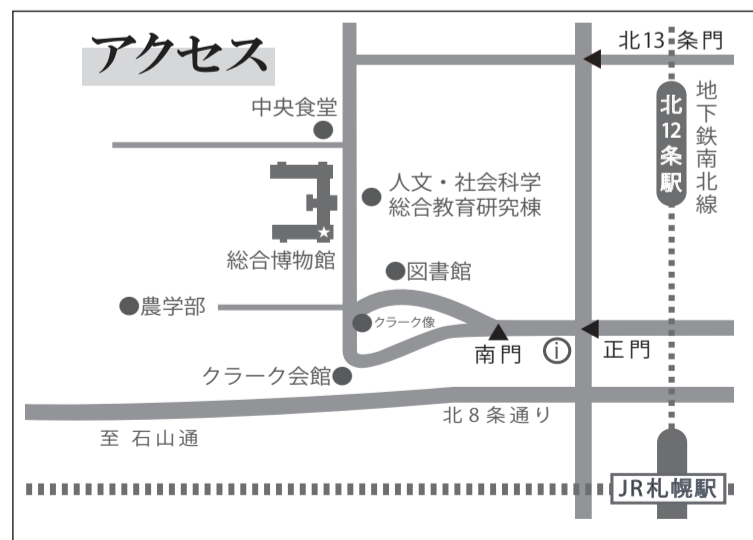 アクセス
北13条門
中央食堂
地下鉄南北線
北12条駅
人文・社会科学
総合教育研究棟
総合博物館
図書館
農学部
クラーク像
南門
i
正門
クラーク会館
北8条通り
至 石山通
JR札幌駅